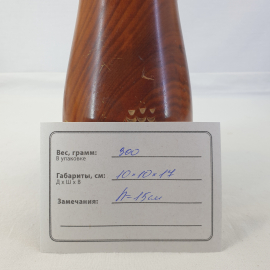 Вес, грамм: 300
В упаковке
Габариты, см: 10×10×17
Д х Ш х В
Замечания: h=15см